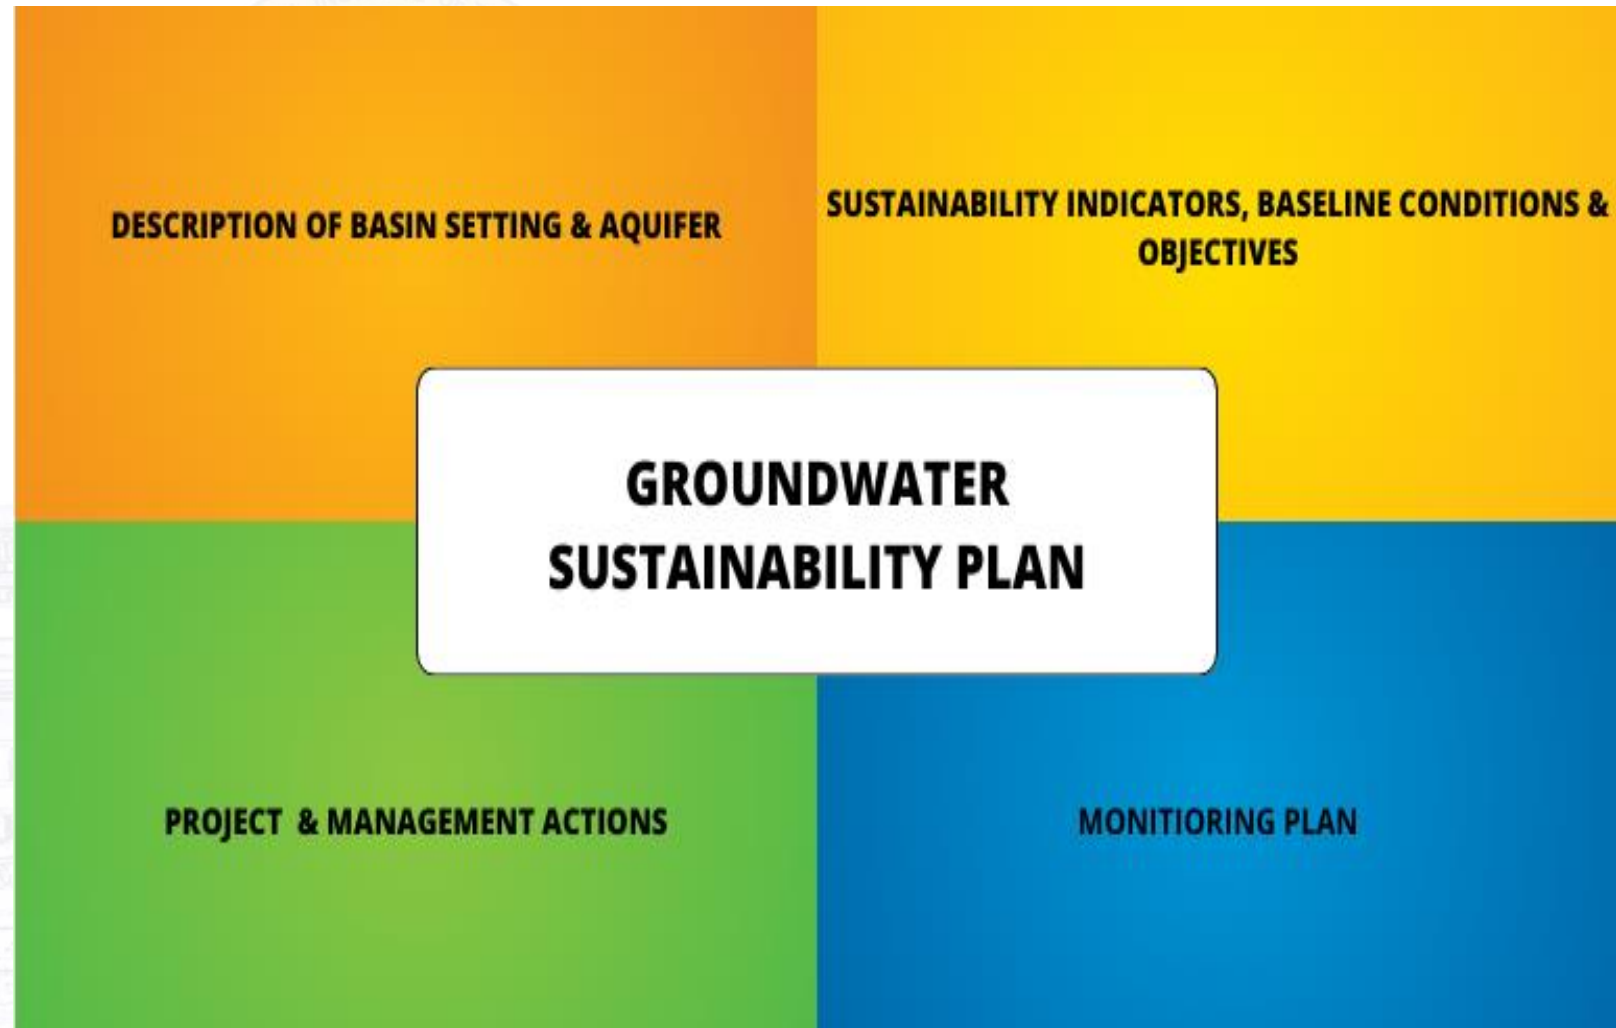 DESCRIPTION OF BASIN SETTING & AQUIFER
SUSTAINABILITY INDICATORS, BASELINE CONDITIONS &
OBJECTIVES
GROUNDWATER
SUSTAINABILITY PLAN
PROJECT & MANAGEMENT ACTIONS
MONITIORING PLAN